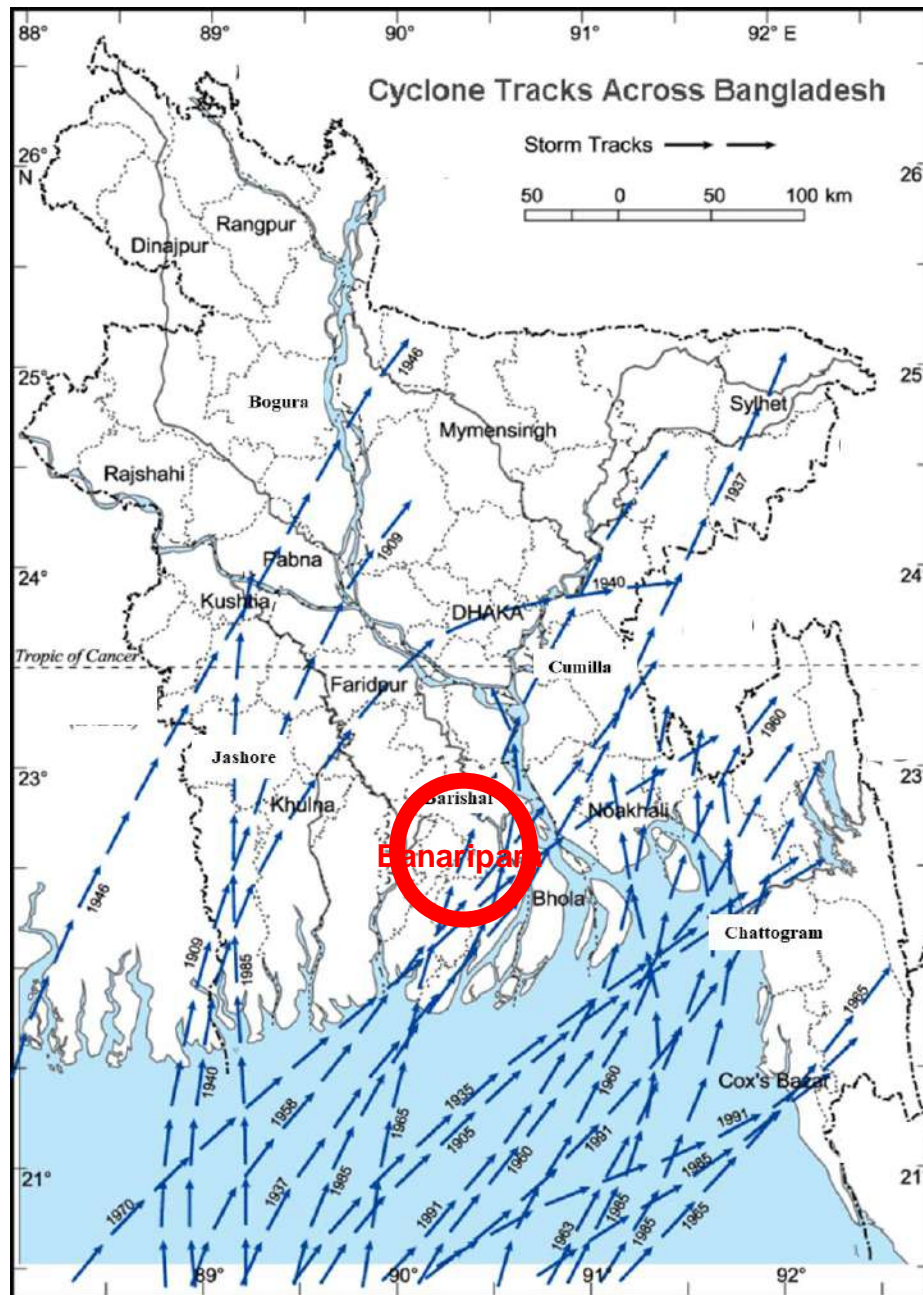 88°
89°
90°
91°
92° E
Cyclone Tracks Across Bangladesh
Storm Tracks
50 0 50 100 km
26°
N
26
Rangpur
Dinajpur
25°
25
1946
Bogura
Sylhet
Mymensingh
Rajshahi
1937
1909
Pabna
24°
24
Kushtia
1940
DHAKA
Tropic of Cancer
Cumilla
Faridpur
1960
Jashore
23°
23
Khulna
Barishal
Noakhali
Banaripara
1946
Bhola
Chattogram
1909
1985
1985
Cox's Bazar
1940
1958
1965
1935
1960
1905
1991
1991
21°
21
1937
1985
1960
1985
1970
1991
1963
1985
1985
1965
89°
90°
91°
92